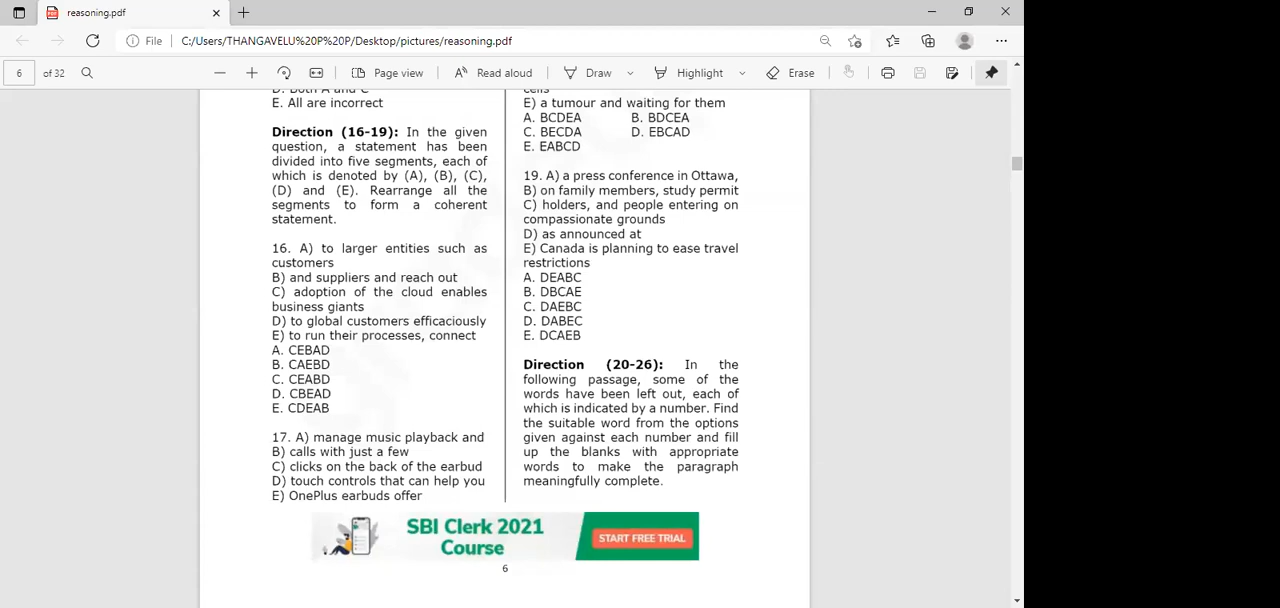 reasoning.pdf
File
C:/Users/THANGAVELU%20P%20P/Desktop/pictures/reasoning.pdf
6 of 32
Page view
Read aloud
Draw
Highlight
Erase
D. Both A and C
E. All are incorrect
Direction (16-19): In the given
question, a statement has been
divided into five segments, each of
which is denoted by (A), (B), (C),
(D) and (E). Rearrange all the
segments to form a coherent
statement.
16. A) to larger entities such as
customers
B) and suppliers and reach out
C) adoption of the cloud enables
business giants
D) to global customers efficaciously
E) to run their processes, connect
A. CEBAD
B. CAEBD
C. CEABD
D. CBEAD
E. CDEAB
17. A) manage music playback and
B) calls with just a few
C) clicks on the back of the earbud
D) touch controls that can help you
E) OnePlus earbuds offer
cells
E) a tumour and waiting for them
A. BCDEA B. BDCEA
C. BECDA D. EBCAD
E. EABCD
19. A) a press conference in Ottawa,
B) on family members, study permit
C) holders, and people entering on
compassionate grounds
D) as announced at
E) Canada is planning to ease travel
restrictions
A. DEABC
B. DBCAE
C. DAEBC
D. DABEC
E. DCAEB
Direction (20-26): In the
following passage, some of the
words have been left out, each of
which is indicated by a number. Find
the suitable word from the options
given against each number and fill
up the blanks with appropriate
words to make the paragraph
meaningfully complete.
SBI Clerk 2021
Course
START FREE TRIAL
6